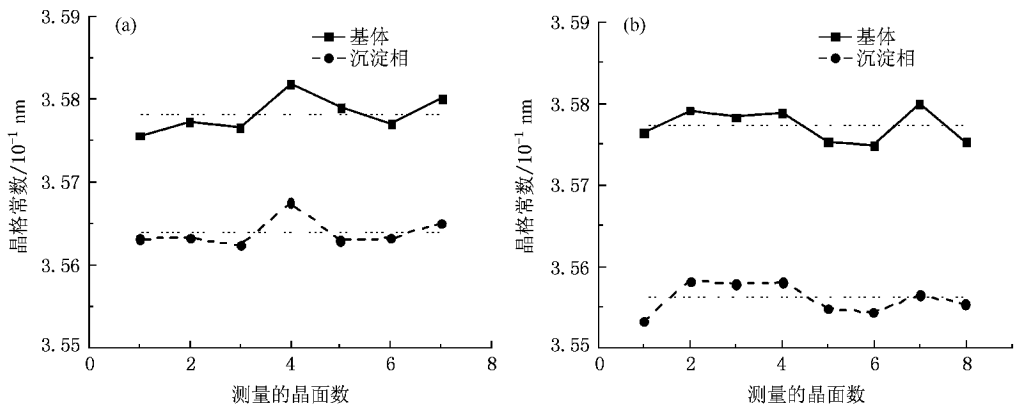 (a)
基体
沉淀相
3.59
3.58
3.57
3.56
3.55
晶格常数/10⁻¹ nm
0 2 4 6 8
测量的晶面数
(b)
基体
沉淀相
3.59
3.58
3.57
3.56
3.55
晶格常数/10⁻¹ nm
0 2 4 6 8
测量的晶面数